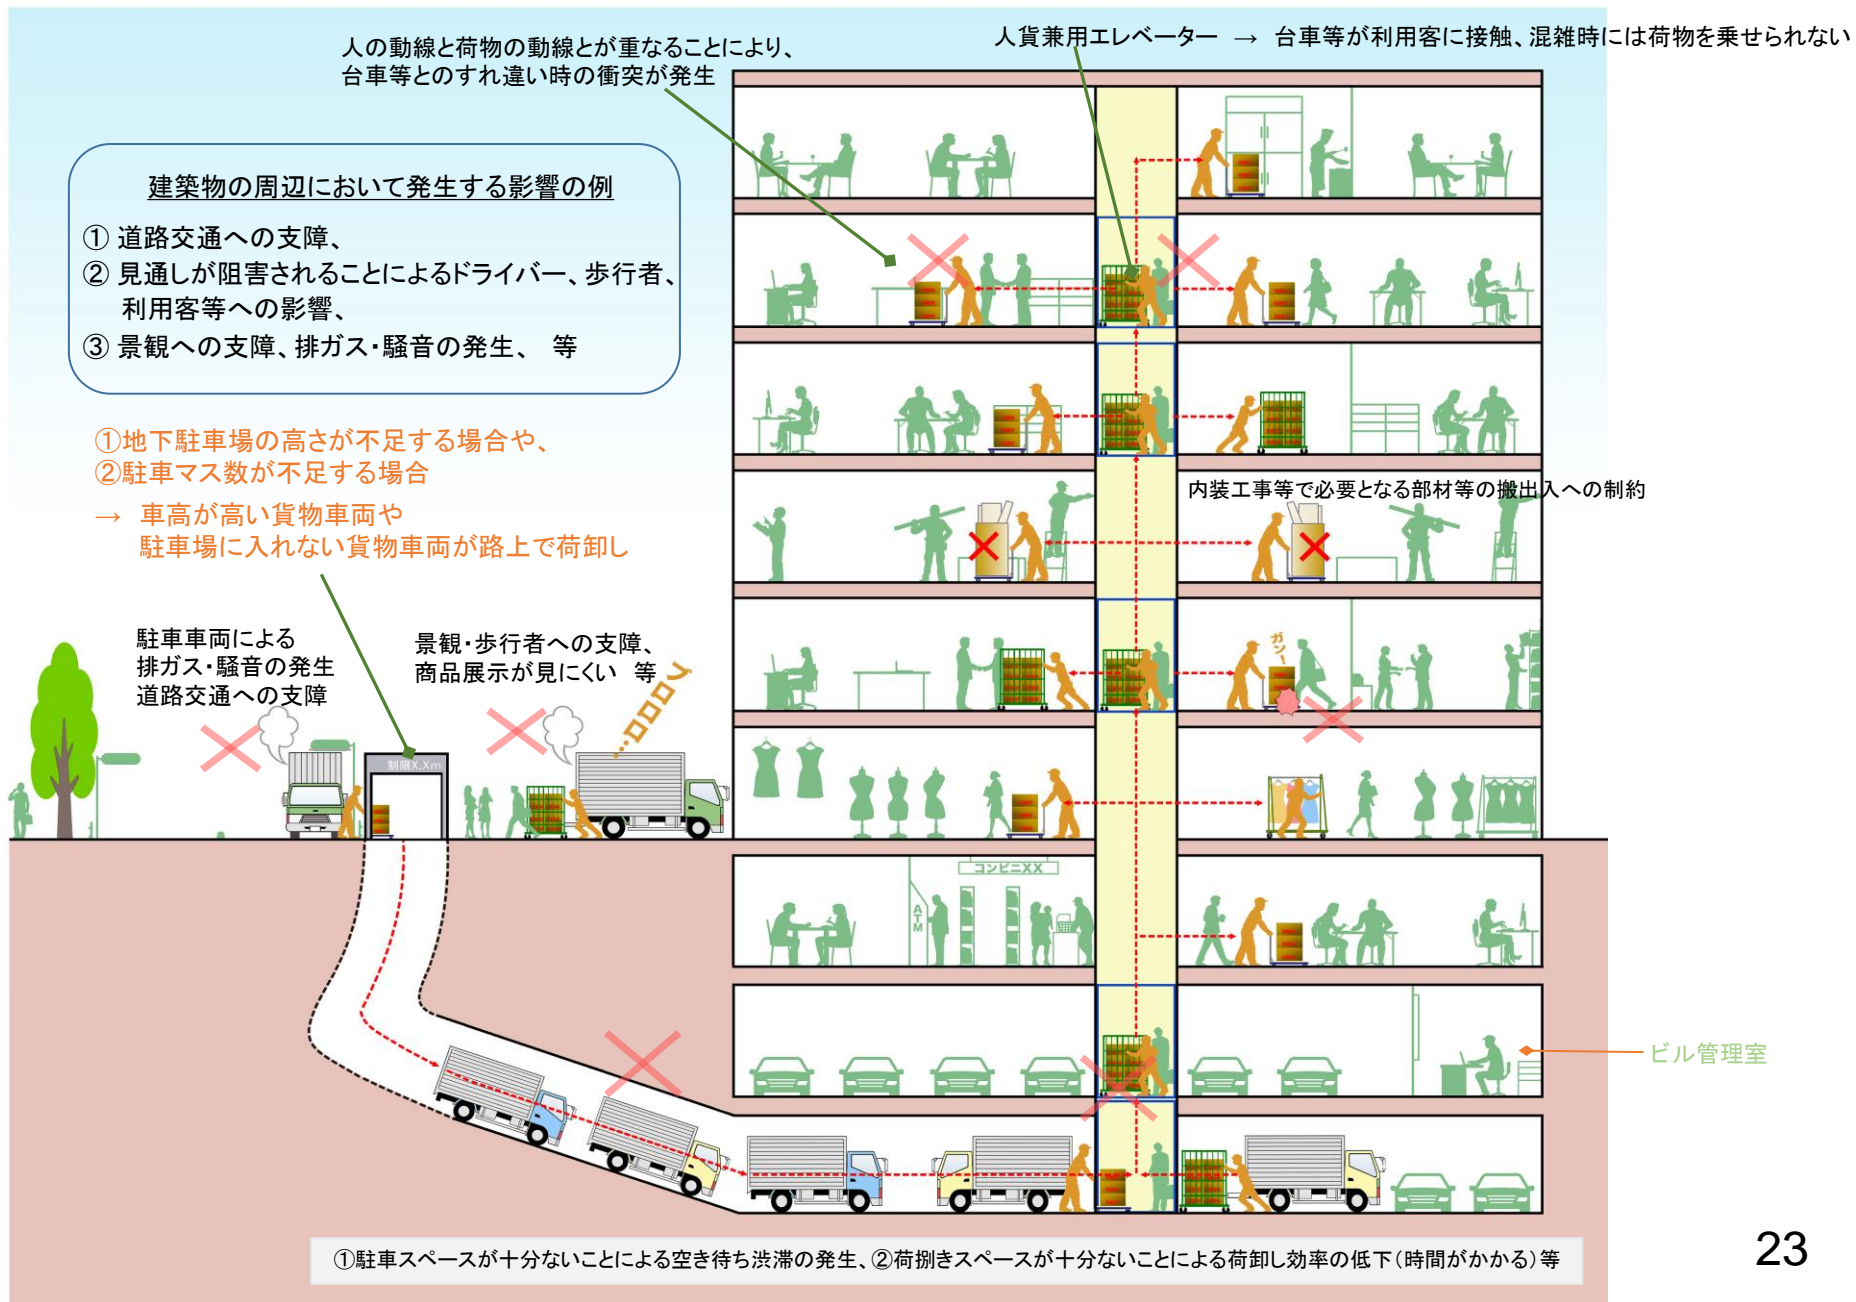 人の動線と荷物の動線とが重なることにより、
台車等とのすれ違い時の衝突が発生
人貨兼用エレベーター → 台車等が利用客に接触、混雑時には荷物を乗せられない
建築物の周辺において発生する影響の例
① 道路交通への支障、
② 見通しが阻害されることによるドライバー、歩行者、
利用客等への影響、
③ 景観への支障、排ガス・騒音の発生、 等
①地下駐車場の高さが不足する場合や、
②駐車マス数が不足する場合
→ 車高が高い貨物車両や
駐車場に入れない貨物車両が路上で荷卸し
内装工事等で必要となる部材等の搬出入への制約
駐車車両による
排ガス・騒音の発生
道路交通への支障
景観・歩行者への支障、
商品展示が見にくい 等
ブロロロ…
ガン!
制限X.Xm
コンビニXX
ATM
ビル管理室
①駐車スペースが十分ないことによる空き待ち渋滞の発生、②荷捌きスペースが十分ないことによる荷卸し効率の低下(時間がかかる)等
23